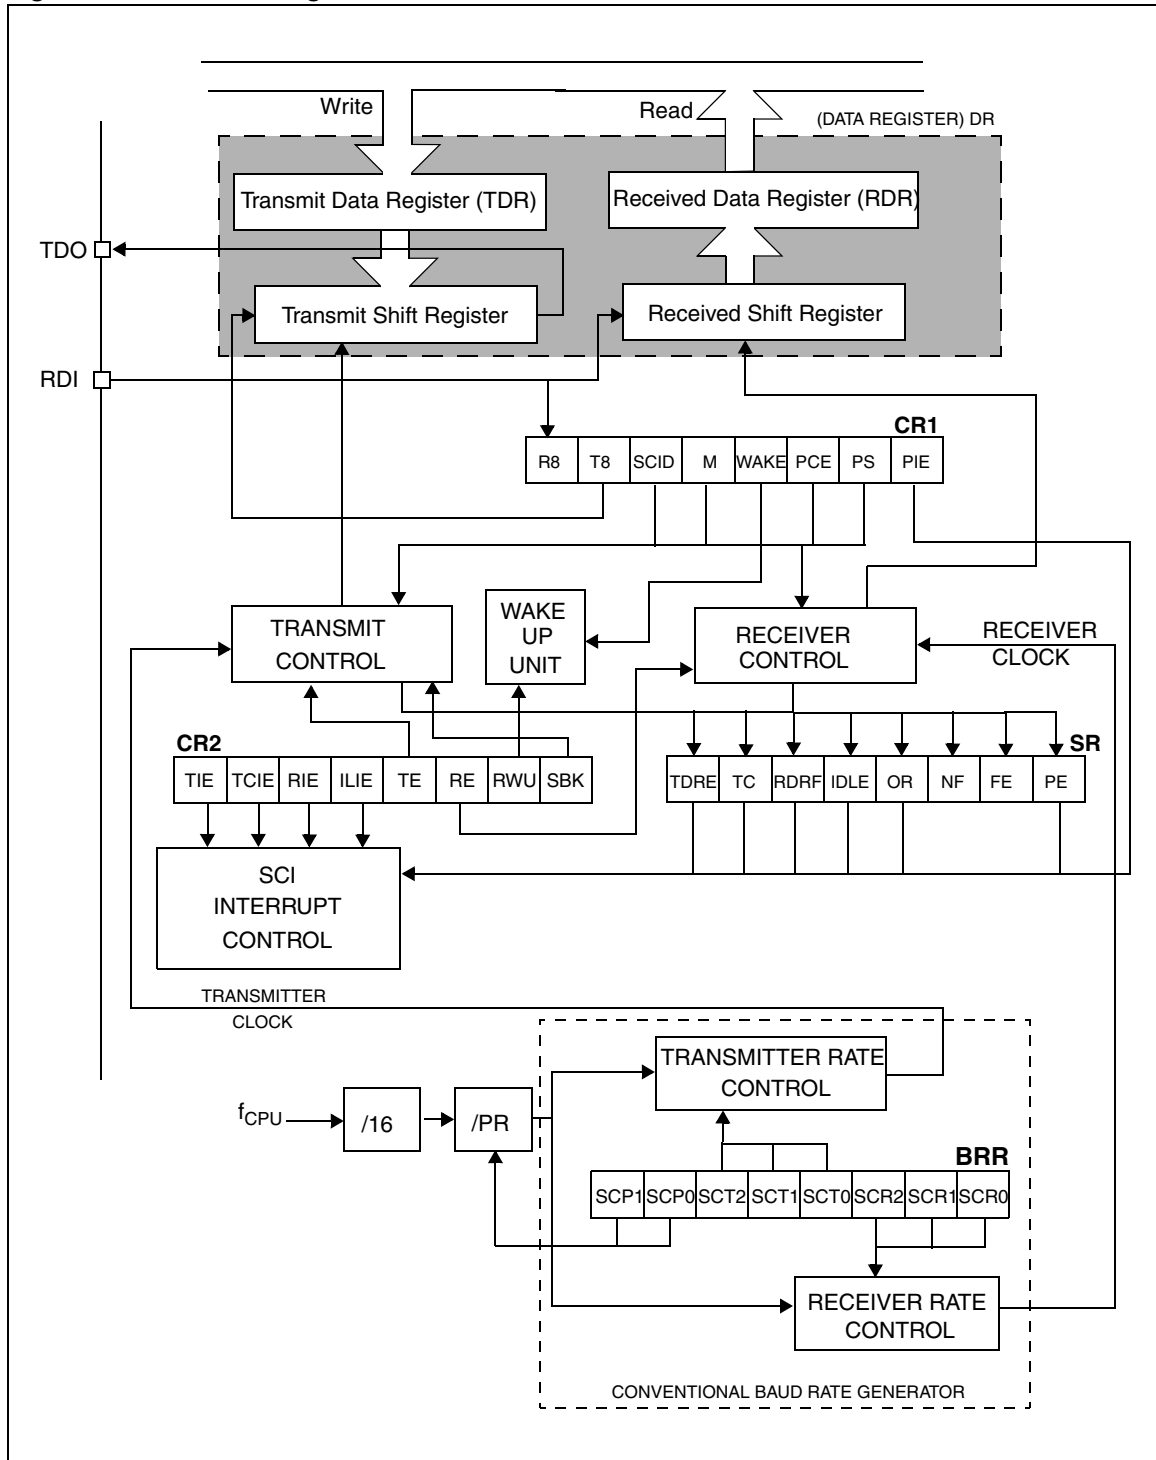 Write
Read
(DATA REGISTER) DR
Transmit Data Register (TDR)
Received Data Register (RDR)
TDO
Transmit Shift Register
Received Shift Register
RDI
CR1
R8 T8 SCID M WAKE PCE PS PIE
TRANSMIT
CONTROL
WAKE
UP
UNIT
RECEIVER
CONTROL
RECEIVER
CLOCK
CR2
TIE TCIE RIE ILIE TE RE RWU SBK
SR
TDRE TC RDRF IDLE OR NF FE PE
SCI
INTERRUPT
CONTROL
TRANSMITTER
CLOCK
TRANSMITTER RATE
CONTROL
fCPU
/16
/PR
BRR
SCP1 SCP0 SCT2 SCT1 SCT0 SCR2 SCR1 SCR0
RECEIVER RATE
CONTROL
CONVENTIONAL BAUD RATE GENERATOR